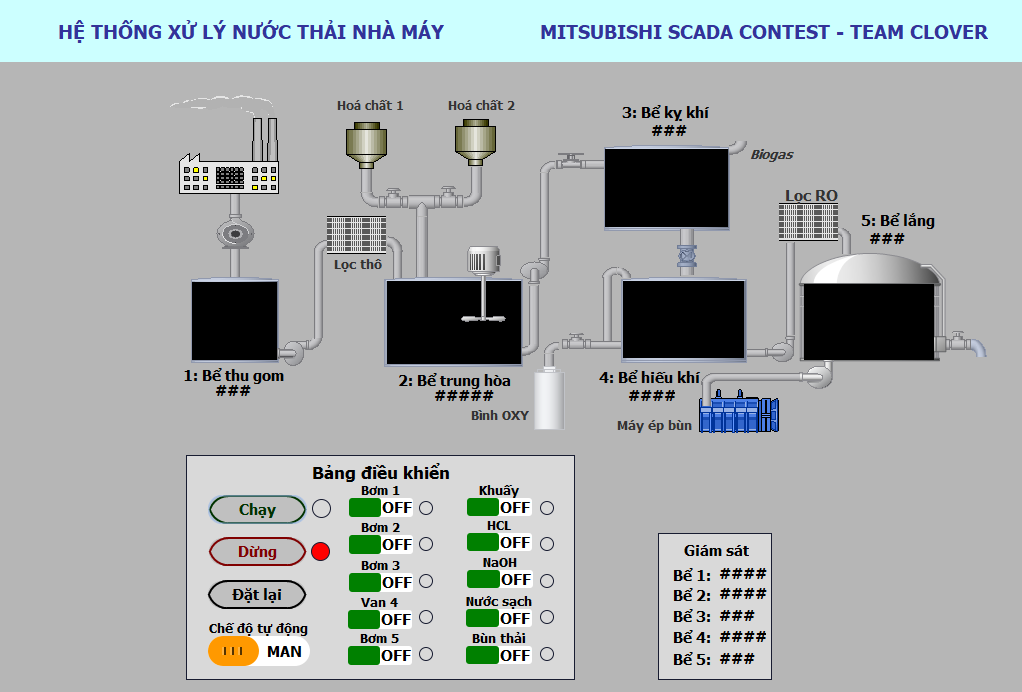 HỆ THỐNG XỬ LÝ NƯỚC THẢI NHÀ MÁY
MITSUBISHI SCADA CONTEST - TEAM CLOVER
Hoá chất 1
Hoá chất 2
3: Bể kỵ khí
###
Biogas
Lọc RO
5: Bể lắng
###
Lọc thô
1: Bể thu gom
###
2: Bể trung hòa
#####
Bình OXY
4: Bể hiếu khí
####
Máy ép bùn
Bảng điều khiển
Chạy
Dừng
Đặt lại
Chế độ tự động
MAN
Bơm 1
OFF
Bơm 2
OFF
Bơm 3
OFF
Van 4
OFF
Bơm 5
OFF
Khuấy
OFF
HCL
OFF
NaOH
OFF
Nước sạch
OFF
Bùn thải
OFF
Giám sát
Bể 1: ####
Bể 2: ####
Bể 3: ###
Bể 4: ####
Bể 5: ###